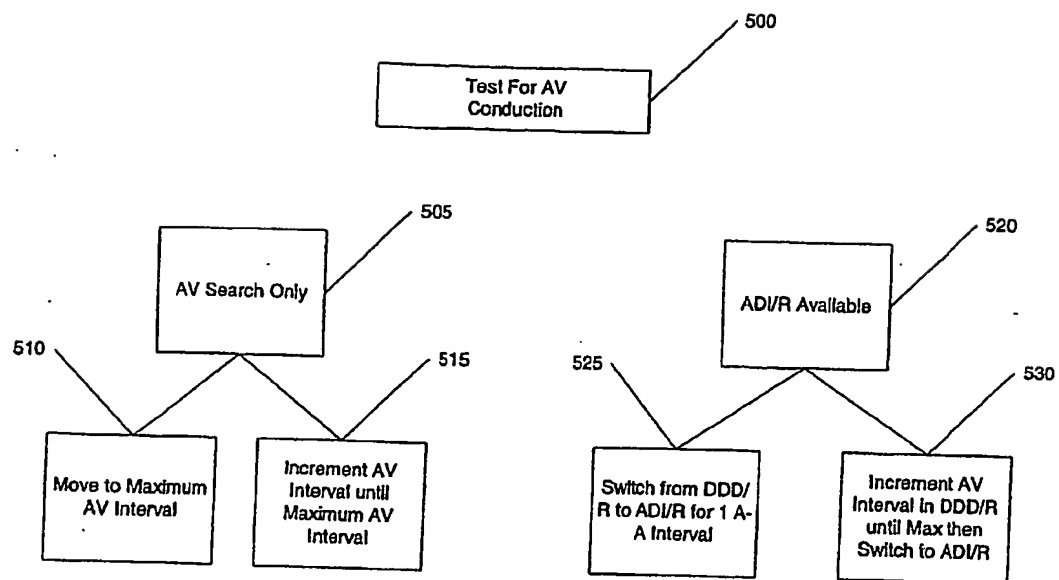 500
Test For AV
Conduction
505
520
AV Search Only
ADI/R Available
510
515
525
530
Move to Maximum
AV Interval
Increment AV
Interval until
Maximum AV
Interval
Switch from DDD/
R to ADI/R for 1 A-
A Interval
Increment AV
Interval in DDD/R
until Max then
Switch to ADI/R